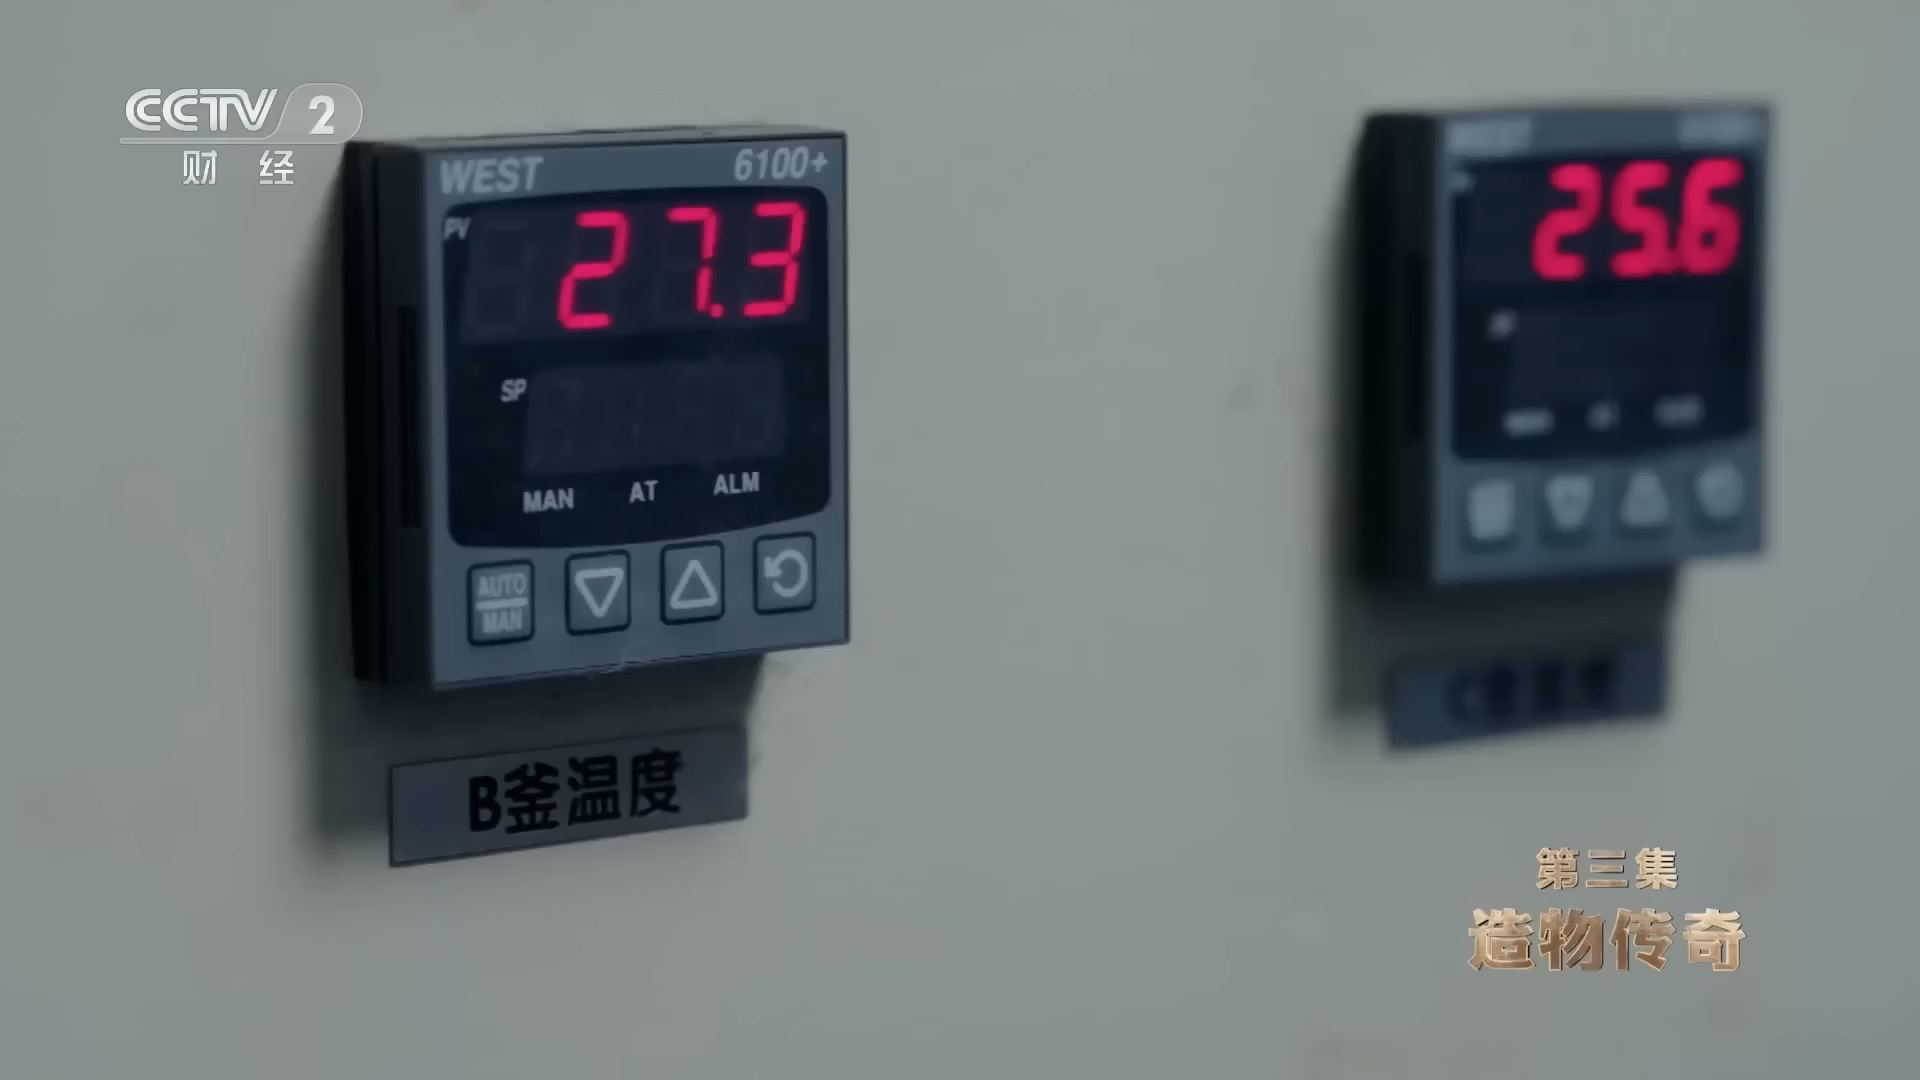 CCTV 2
财 经
WEST 6100+
PV 27.3
SP
MAN AT ALM
AUTO
MAN
B釜温度
WEST
25.6
第三集
造物传奇